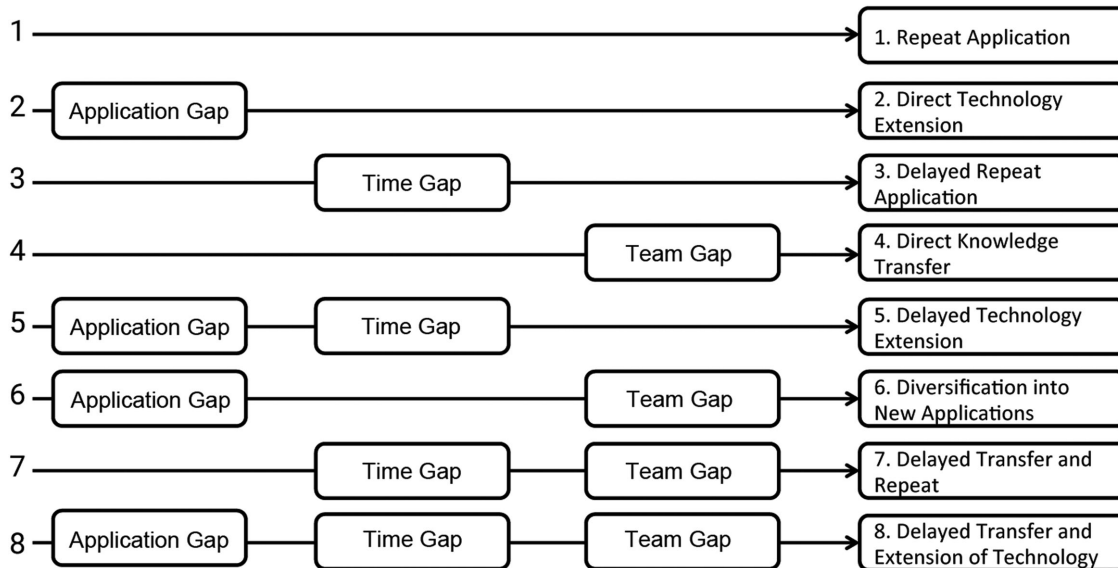 1
1. Repeat Application
2
Application Gap
2. Direct Technology
Extension
3
Time Gap
3. Delayed Repeat
Application
4
Team Gap
4. Direct Knowledge
Transfer
5
Application Gap
Time Gap
5. Delayed Technology
Extension
6
Application Gap
Team Gap
6. Diversification into
New Applications
7
Time Gap
Team Gap
7. Delayed Transfer and
Repeat
8
Application Gap
Time Gap
Team Gap
8. Delayed Transfer and
Extension of Technology